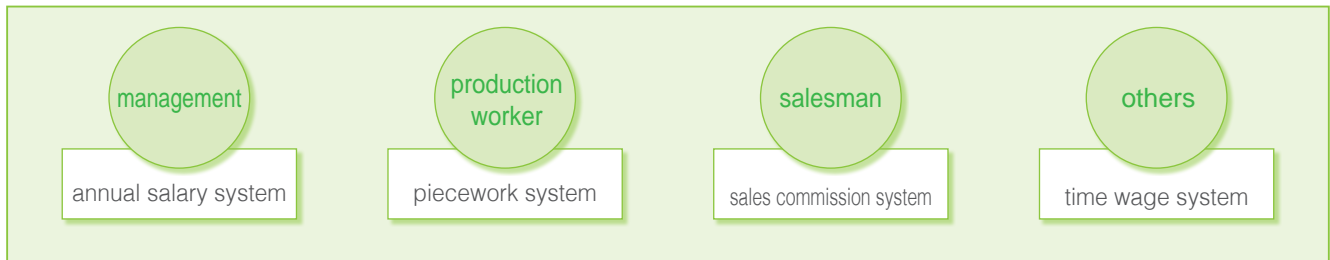 management
annual salary system
production
worker
piecework system
salesman
sales commission system
others
time wage system